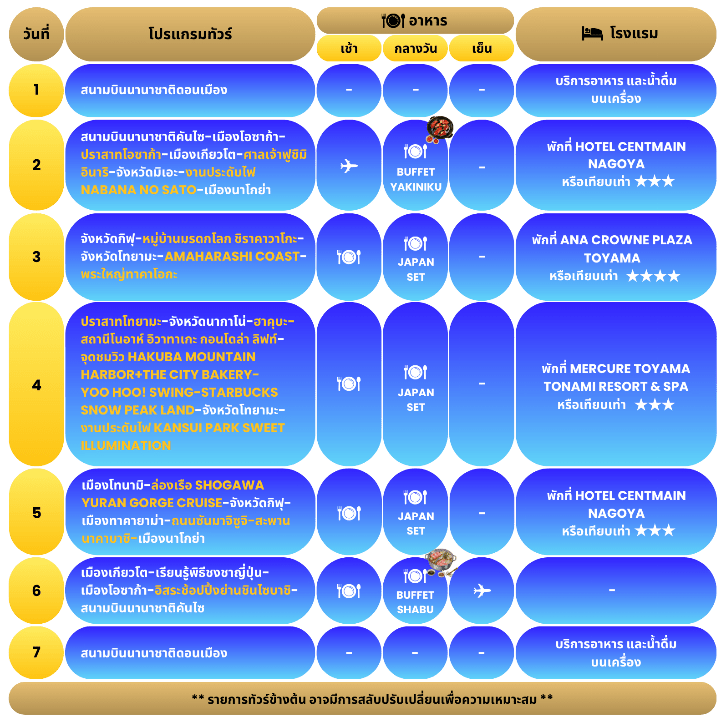 วันที่
โปรแกรมทัวร์
อาหาร
เช้า
กลางวัน
เย็น
โรงแรม
1
สนามบินนานาชาติดอนเมือง
-
-
-
บริการอาหาร และน้ำดื่ม
บนเครื่อง
2
สนามบินนานาชาติคันไซ-เมืองโอซาก้า-
ปราสาทโอซาก้า-เมืองเกียวโต-ศาลเจ้าฟูชิมิ
อินาริ-จังหวัดมิเอะ-งานประดับไฟ
NABANA NO SATO-เมืองนาโกย่า
BUFFET
YAKINIKU
-
พักที่ HOTEL CENTMAIN
NAGOYA
หรือเทียบเท่า ★★★
3
จังหวัดกิฟุ-หมู่บ้านมรดกโลก ชิราคาวาโกะ-
จังหวัดโทยามะ-AMAHARASHI COAST-
พระใหญ่ทาคาโอกะ
JAPAN
SET
-
พักที่ ANA CROWNE PLAZA
TOYAMA
หรือเทียบเท่า ★★★★
4
ปราสาทโทยามะ-จังหวัดนากาโน่-ฮาคุบะ-
สถานีโนอาห์ อิวาทาเกะ กอนโดล่า ลิฟท์-
จุดชมวิว HAKUBA MOUNTAIN
HARBOR+THE CITY BAKERY-
YOO HOO! SWING-STARBUCKS
SNOW PEAK LAND-จังหวัดโทยามะ-
งานประดับไฟ KANSUI PARK SWEET
ILLUMINATION
JAPAN
SET
-
พักที่ MERCURE TOYAMA
TONAMI RESORT & SPA
หรือเทียบเท่า ★★★
5
เมืองโทนามิ-ล่องเรือ SHOGAWA
YURAN GORGE CRUISE-จังหวัดกิฟุ-
เมืองทาคายาม่า-ถนนซันมาจิซูจิ-สะพาน
นาคาบาชิ-เมืองนาโกย่า
JAPAN
SET
-
พักที่ HOTEL CENTMAIN
NAGOYA
หรือเทียบเท่า ★★★
6
เมืองเกียวโต-เรียนรู้พิธีชงชาญี่ปุ่น-
เมืองโอซาก้า-อิสระช้อปปิ้งย่านชินไซบาชิ-
สนามบินนานาชาติคันไซ
BUFFET
SHABU
-
7
สนามบินนานาชาติดอนเมือง
-
-
-
บริการอาหาร และน้ำดื่ม
บนเครื่อง
** รายการทัวร์ข้างต้น อาจมีการสลับปรับเปลี่ยนเพื่อความเหมาะสม **